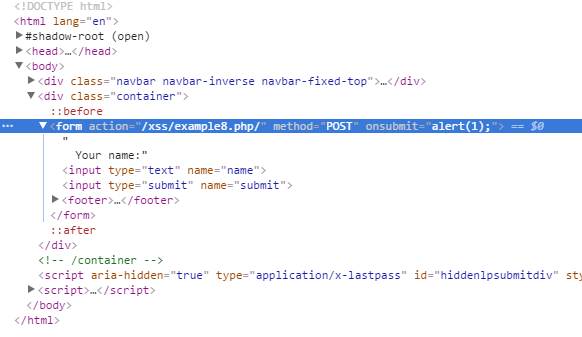 <!DOCTYPE html>
<html lang="en">
▶#shadow-root (open)
▶<head>…</head>
▼<body>
▶<div class="navbar navbar-inverse navbar-fixed-top">…</div>
▼<div class="container">
::before
… ▼<form action="/xss/example8.php/" method="POST" onsubmit="alert(1);"> == $0
"
Your name:"
<input type="text" name="name">
<input type="submit" name="submit">
▶<footer>…</footer>
</form>
::after
</div>
<!-- /container -->
<script aria-hidden="true" type="application/x-lastpass" id="hiddenlpsubmitdiv" sty
▶<script>…</script>
</body>
</html>